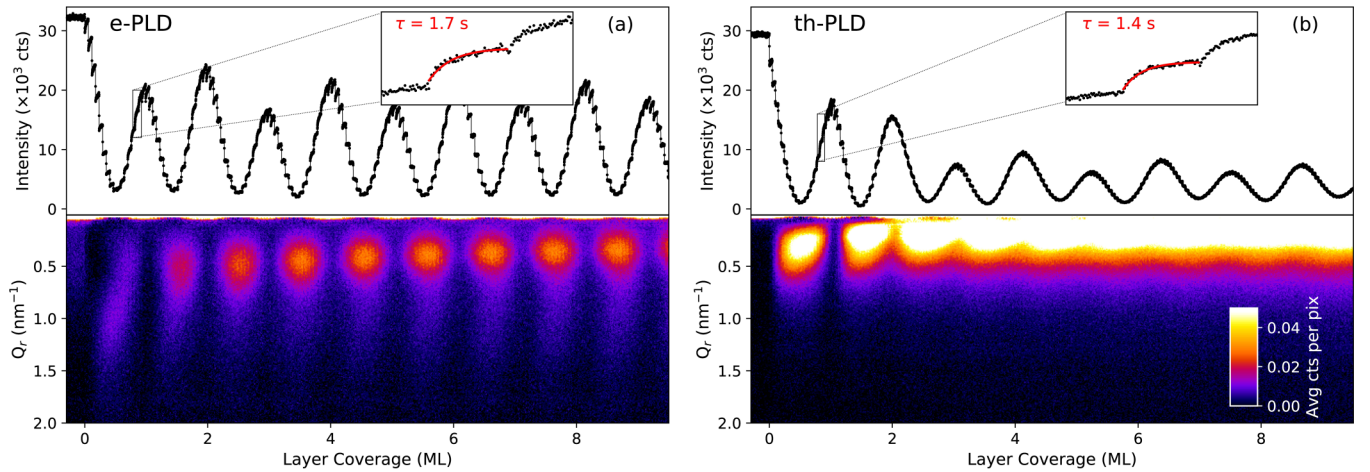 e-PLD
τ = 1.7 s
(a)
Intensity (×10³ cts)
30
20
10
0
Qᵣ (nm⁻¹)
0.5
1.0
1.5
2.0
0
2
4
6
8
Layer Coverage (ML)
th-PLD
τ = 1.4 s
(b)
Intensity (×10³ cts)
30
20
10
0
Qᵣ (nm⁻¹)
0.5
1.0
1.5
2.0
0.04
0.02
0.00
Avg cts per pix
0
2
4
6
8
Layer Coverage (ML)